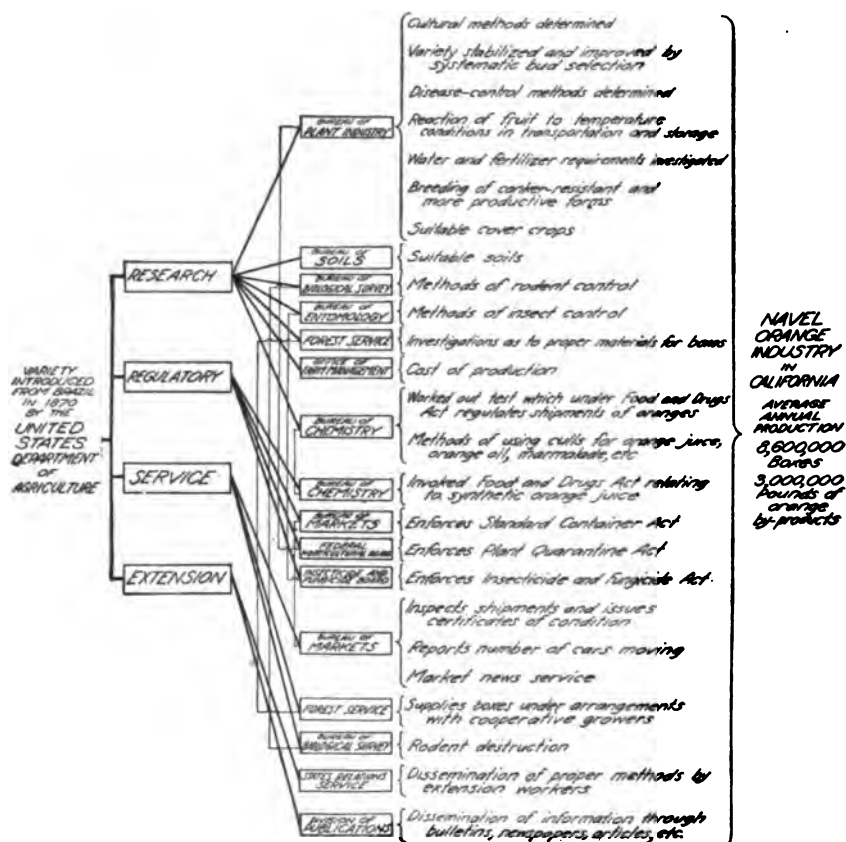 VARIETY
INTRODUCED
FROM BRAZIL
IN 1870
BY THE
UNITED
STATES
DEPARTMENT
OF
AGRICULTURE
RESEARCH
REGULATORY
SERVICE
EXTENSION
BUREAU OF
PLANT INDUSTRY
Cultural methods determined
Variety stabilized and improved by
systematic bud selection
Disease-control methods determined
Reaction of fruit to temperature
conditions in transportation and storage
Water and fertilizer requirements investigated
Breeding of canker-resistant and
more productive forms
Suitable cover crops
BUREAU OF
SOILS
Suitable soils
BUREAU OF
BIOLOGICAL SURVEY
Methods of rodent control
BUREAU OF
ENTOMOLOGY
Methods of insect control
FOREST SERVICE
Investigations as to proper materials for boxes
OFFICE OF
FARM MANAGEMENT
Cost of production
BUREAU OF
CHEMISTRY
Worked out test which under Food and Drugs
Act regulates shipments of oranges
Methods of using culls for orange juice,
orange oil, marmalade, etc
BUREAU OF
CHEMISTRY
Invoked Food and Drugs Act relating
to synthetic orange juice
BUREAU OF
MARKETS
Enforces Standard Container Act
FEDERAL
HORTICULTURAL BOARD
Enforces Plant Quarantine Act
INSECTICIDE AND
FUNGICIDE BOARD
Enforces Insecticide and Fungicide Act.
BUREAU OF
MARKETS
Inspects shipments and issues
certificates of condition
Reports number of cars moving
Market news service
FOREST SERVICE
Supplies boxes under arrangements
with cooperative growers
BUREAU OF
BIOLOGICAL SURVEY
Rodent destruction
STATES RELATIONS
SERVICE
Dissemination of proper methods by
extension workers
DIVISION OF
PUBLICATIONS
Dissemination of information through
bulletins, newspapers, articles, etc.
NAVEL
ORANGE
INDUSTRY
IN
CALIFORNIA
AVERAGE
ANNUAL
PRODUCTION
8,600,000
Boxes
3,000,000
Pounds of
orange
by-products